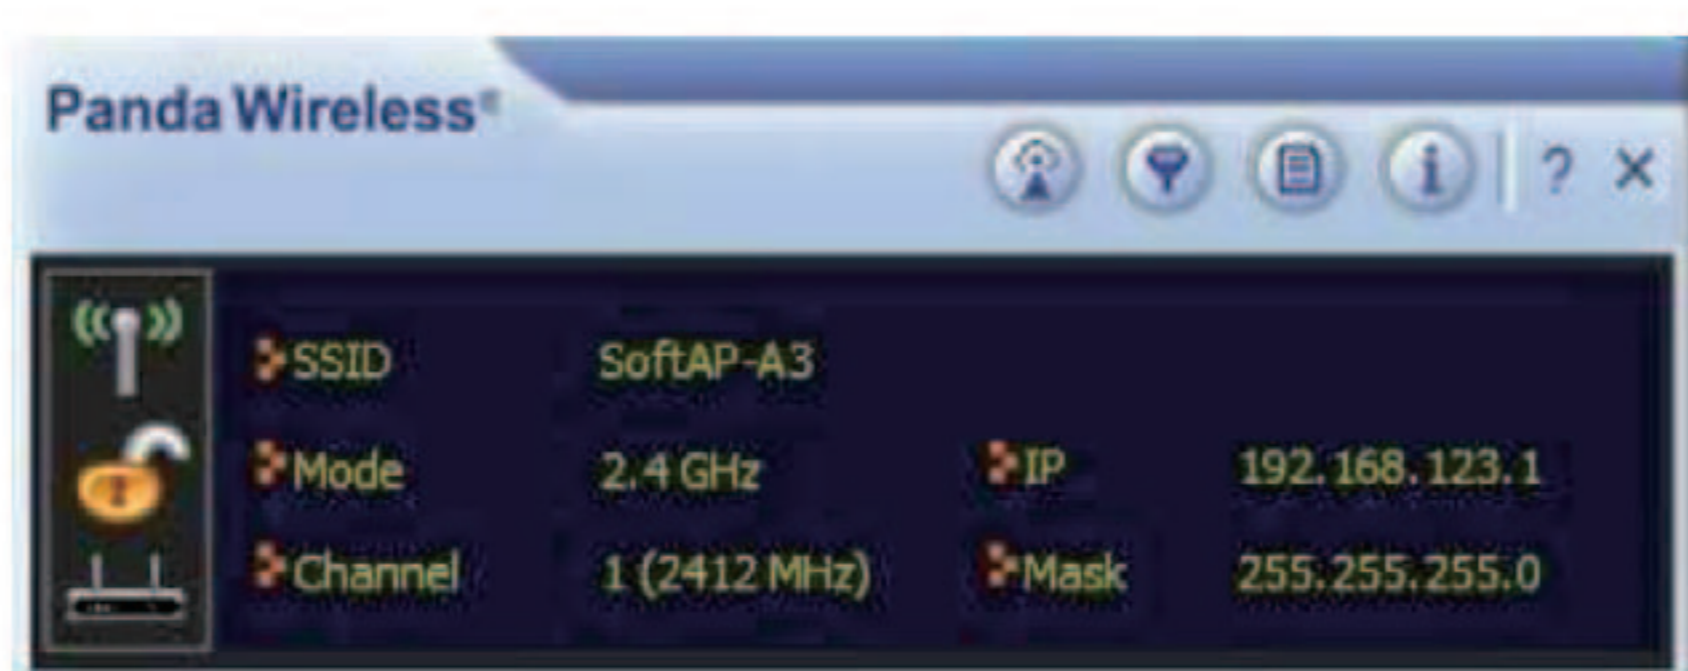 Panda Wireless®
? ×
SSID SoftAP-A3
Mode 2.4 GHz IP 192.168.123.1
Channel 1 (2412 MHz) Mask 255.255.255.0